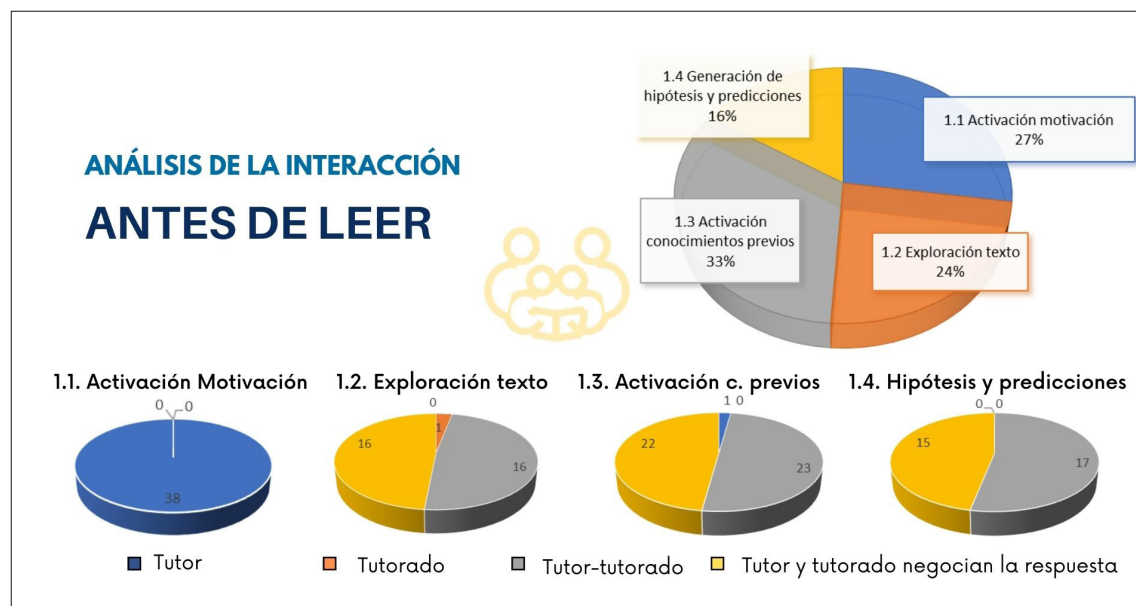 ANÁLISIS DE LA INTERACCIÓN
ANTES DE LEER
1.4 Generación de
hipótesis y predicciones
16%
1.1 Activación motivación
27%
1.3 Activación
conocimientos previos
33%
1.2 Exploración texto
24%
1.1. Activación Motivación
0 0
38
1.2. Exploración texto
0
1
16
16
1.3. Activación c. previos
1 0
22
23
1.4. Hipótesis y predicciones
0 0
15
17
Tutor
Tutorado
Tutor-tutorado
Tutor y tutorado negocian la respuesta